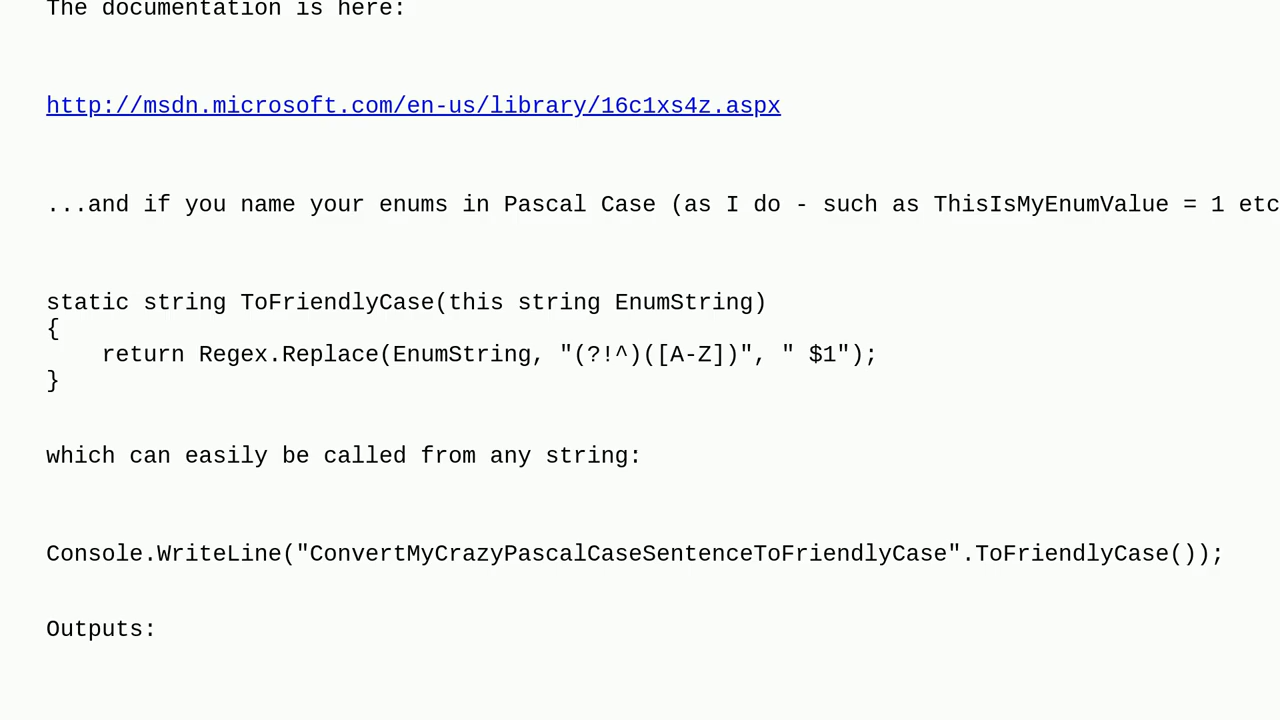 The documentation is here:
http://msdn.microsoft.com/en-us/library/16c1xs4z.aspx
...and if you name your enums in Pascal Case (as I do - such as ThisIsMyEnumValue = 1 etc
static string ToFriendlyCase(this string EnumString)
{
    return Regex.Replace(EnumString, "(?!^)([A-Z])", " $1");
}
which can easily be called from any string:
Console.WriteLine("ConvertMyCrazyPascalCaseSentenceToFriendlyCase".ToFriendlyCase());
Outputs: